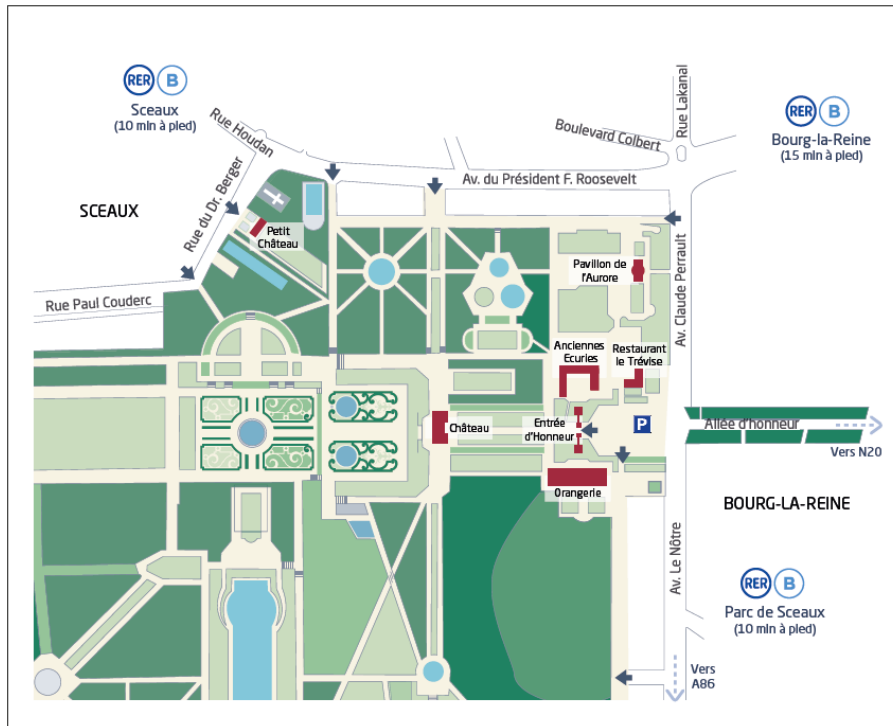 RER B
Sceaux
(10 min à pied)
Rue Houdan
Boulevard Colbert
Rue Lakanal
RER B
Bourg-la-Reine
(15 min à pied)
Av. du Président F. Roosevelt
SCEAUX
Rue du Dr. Berger
Petit
Château
Pavillon de
l'Aurore
Av. Claude Perrault
Rue Paul Couderc
Anciennes
Ecuries
Restaurant
le Trévise
Château
Entrée
d'Honneur
P
Allée d'honneur
Vers N20
Orangerie
BOURG-LA-REINE
Av. Le Nôtre
RER B
Parc de Sceaux
(10 min à pied)
Vers
A86